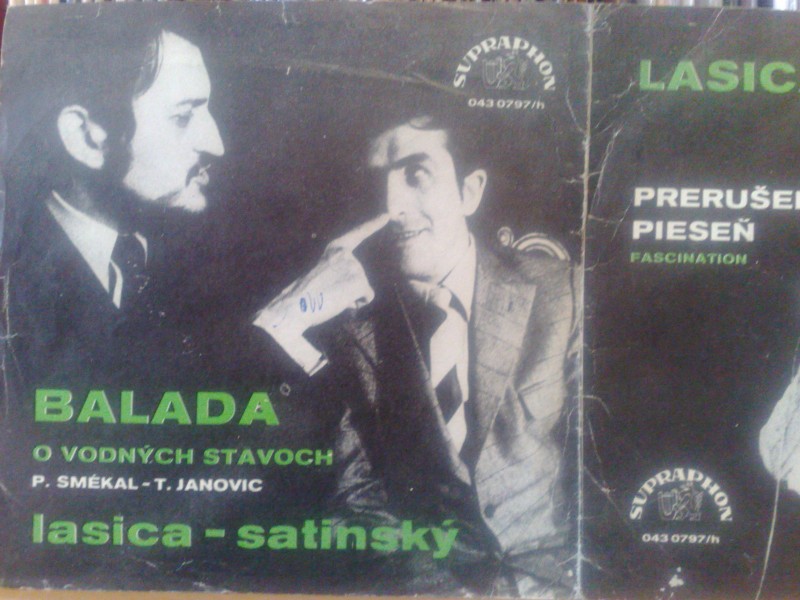 SUPRAPHON
043 0797/h
BALADA
O VODNÝCH STAVOCH
P. SMÉKAL - T. JANOVIC
lasica - satinský
LASIC
PRERUŠE
PIESEŇ
FASCINATION
SUPRAPHON
043 0797/h